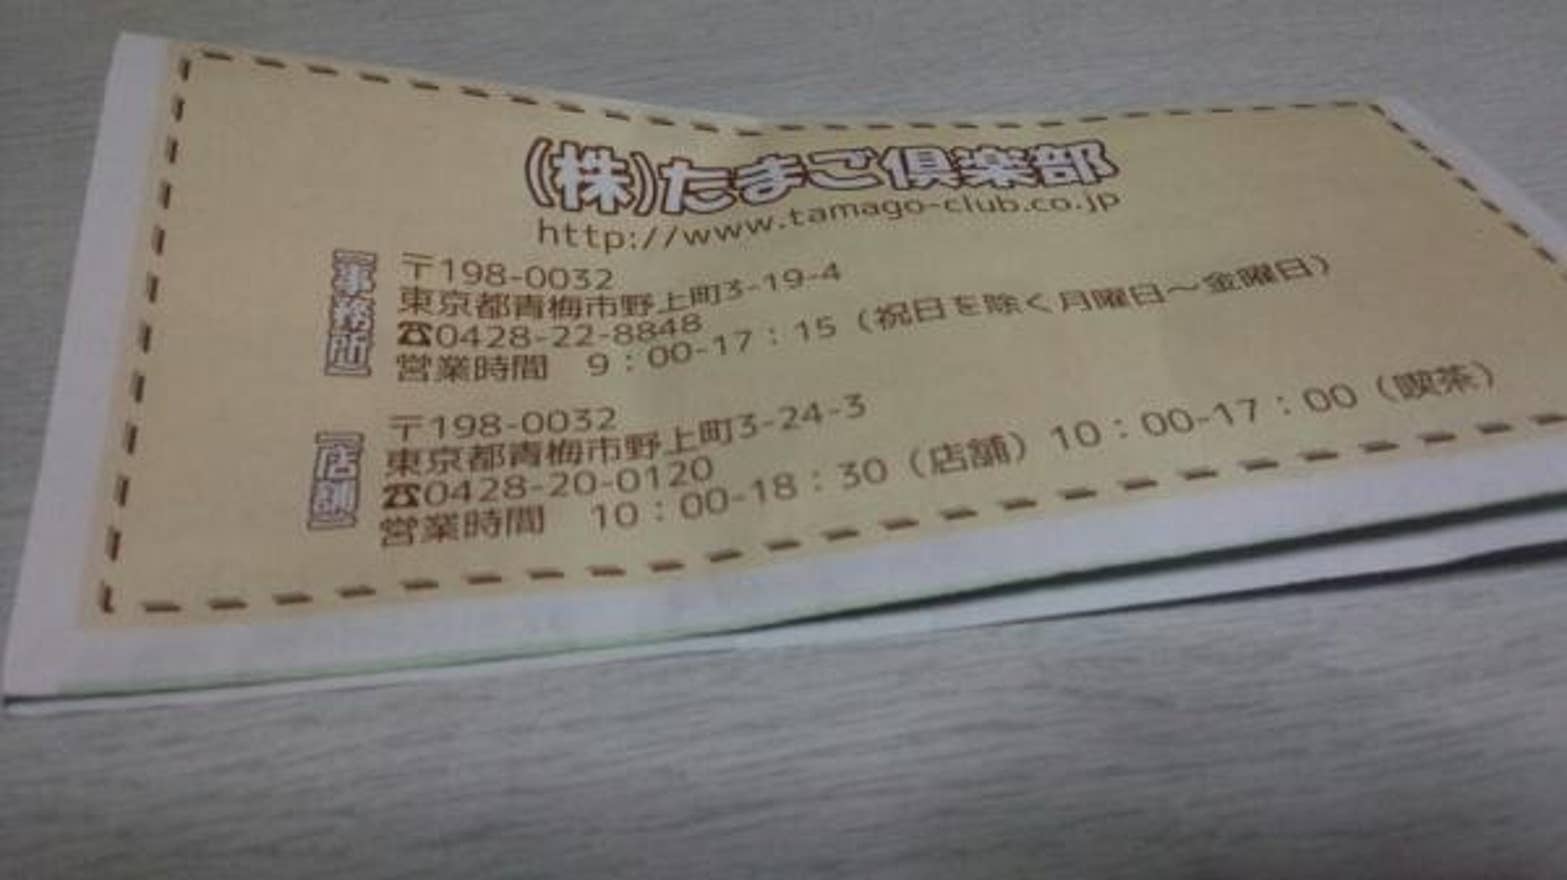 (株)たまご倶楽部
http://www.tamago-club.co.jp
【事務所】
〒198-0032
東京都青梅市野上町3-19-4
☎0428-22-8848
営業時間 9：00-17：15（祝日を除く月曜日～金曜日）
【店舗】
〒198-0032
東京都青梅市野上町3-24-3
☎0428-20-0120
営業時間 10：00-18：30（店舗）10：00-17：00（喫茶）